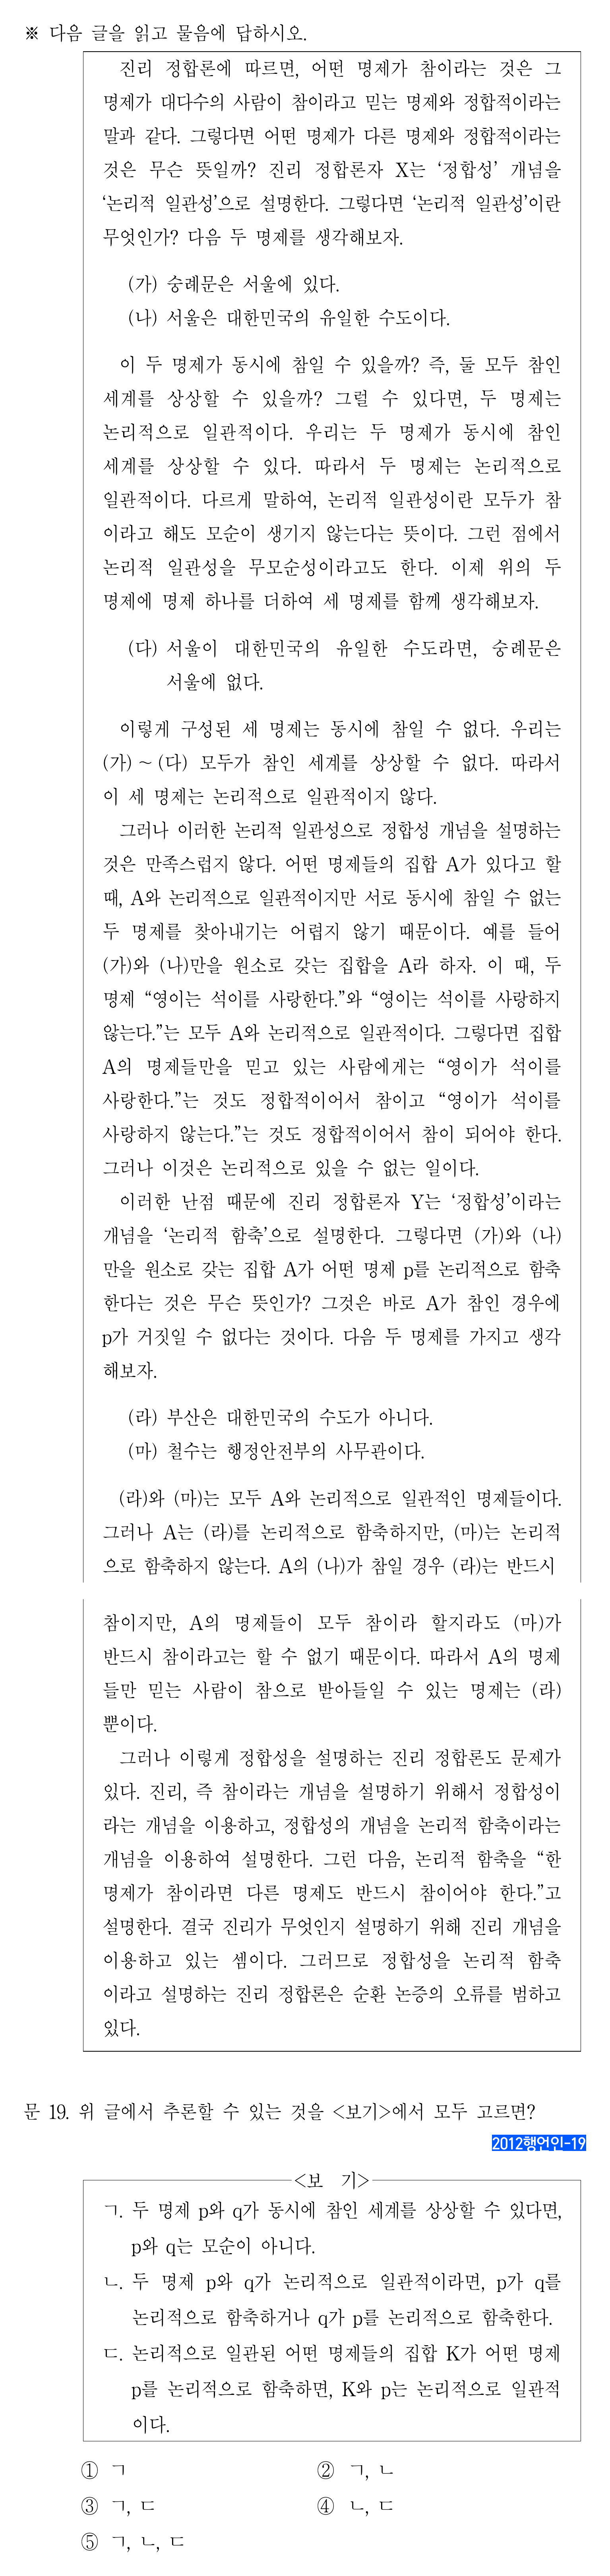 ※ 다음 글을 읽고 물음에 답하시오.
진리 정합론에 따르면, 어떤 명제가 참이라는 것은 그
명제가 대다수의 사람이 참이라고 믿는 명제와 정합적이라는
말과 같다. 그렇다면 어떤 명제가 다른 명제와 정합적이라는
것은 무슨 뜻일까? 진리 정합론자 X는 ‘정합성’ 개념을
‘논리적 일관성’으로 설명한다. 그렇다면 ‘논리적 일관성’이란
무엇인가? 다음 두 명제를 생각해보자.
(가) 숭례문은 서울에 있다.
(나) 서울은 대한민국의 유일한 수도이다.
이 두 명제가 동시에 참일 수 있을까? 즉, 둘 모두 참인
세계를 상상할 수 있을까? 그럴 수 있다면, 두 명제는
논리적으로 일관적이다. 우리는 두 명제가 동시에 참인
세계를 상상할 수 있다. 따라서 두 명제는 논리적으로
일관적이다. 다르게 말하여, 논리적 일관성이란 모두가 참
이라고 해도 모순이 생기지 않는다는 뜻이다. 그런 점에서
논리적 일관성을 무모순성이라고도 한다. 이제 위의 두
명제에 명제 하나를 더하여 세 명제를 함께 생각해보자.
(다) 서울이 대한민국의 유일한 수도라면, 숭례문은
서울에 없다.
이렇게 구성된 세 명제는 동시에 참일 수 없다. 우리는
(가)～(다) 모두가 참인 세계를 상상할 수 없다. 따라서
이 세 명제는 논리적으로 일관적이지 않다.
그러나 이러한 논리적 일관성으로 정합성 개념을 설명하는
것은 만족스럽지 않다. 어떤 명제들의 집합 A가 있다고 할
때, A와 논리적으로 일관적이지만 서로 동시에 참일 수 없는
두 명제를 찾아내기는 어렵지 않기 때문이다. 예를 들어
(가)와 (나)만을 원소로 갖는 집합을 A라 하자. 이 때, 두
명제 “영이는 석이를 사랑한다.”와 “영이는 석이를 사랑하지
않는다.”는 모두 A와 논리적으로 일관적이다. 그렇다면 집합
A의 명제들만을 믿고 있는 사람에게는 “영이가 석이를
사랑한다.”는 것도 정합적이어서 참이고 “영이가 석이를
사랑하지 않는다.”는 것도 정합적이어서 참이 되어야 한다.
그러나 이것은 논리적으로 있을 수 없는 일이다.
이러한 난점 때문에 진리 정합론자 Y는 ‘정합성’이라는
개념을 ‘논리적 함축’으로 설명한다. 그렇다면 (가)와 (나)
만을 원소로 갖는 집합 A가 어떤 명제 p를 논리적으로 함축
한다는 것은 무슨 뜻인가? 그것은 바로 A가 참인 경우에
p가 거짓일 수 없다는 것이다. 다음 두 명제를 가지고 생각
해보자.
(라) 부산은 대한민국의 수도가 아니다.
(마) 철수는 행정안전부의 사무관이다.
(라)와 (마)는 모두 A와 논리적으로 일관적인 명제들이다.
그러나 A는 (라)를 논리적으로 함축하지만, (마)는 논리적
으로 함축하지 않는다. A의 (나)가 참일 경우 (라)는 반드시
참이지만, A의 명제들이 모두 참이라 할지라도 (마)가
반드시 참이라고는 할 수 없기 때문이다. 따라서 A의 명제
들만 믿는 사람이 참으로 받아들일 수 있는 명제는 (라)
뿐이다.
그러나 이렇게 정합성을 설명하는 진리 정합론도 문제가
있다. 진리, 즉 참이라는 개념을 설명하기 위해서 정합성이
라는 개념을 이용하고, 정합성의 개념을 논리적 함축이라는
개념을 이용하여 설명한다. 그런 다음, 논리적 함축을 “한
명제가 참이라면 다른 명제도 반드시 참이어야 한다.”고
설명한다. 결국 진리가 무엇인지 설명하기 위해 진리 개념을
이용하고 있는 셈이다. 그러므로 정합성을 논리적 함축
이라고 설명하는 진리 정합론은 순환 논증의 오류를 범하고
있다.
문 19. 위 글에서 추론할 수 있는 것을 <보기>에서 모두 고르면?
2012행언인-19
<보 기>
ㄱ. 두 명제 p와 q가 동시에 참인 세계를 상상할 수 있다면,
p와 q는 모순이 아니다.
ㄴ. 두 명제 p와 q가 논리적으로 일관적이라면, p가 q를
논리적으로 함축하거나 q가 p를 논리적으로 함축한다.
ㄷ. 논리적으로 일관된 어떤 명제들의 집합 K가 어떤 명제
p를 논리적으로 함축하면, K와 p는 논리적으로 일관적
이다.
① ㄱ ② ㄱ, ㄴ
③ ㄱ, ㄷ ④ ㄴ, ㄷ
⑤ ㄱ, ㄴ, ㄷ